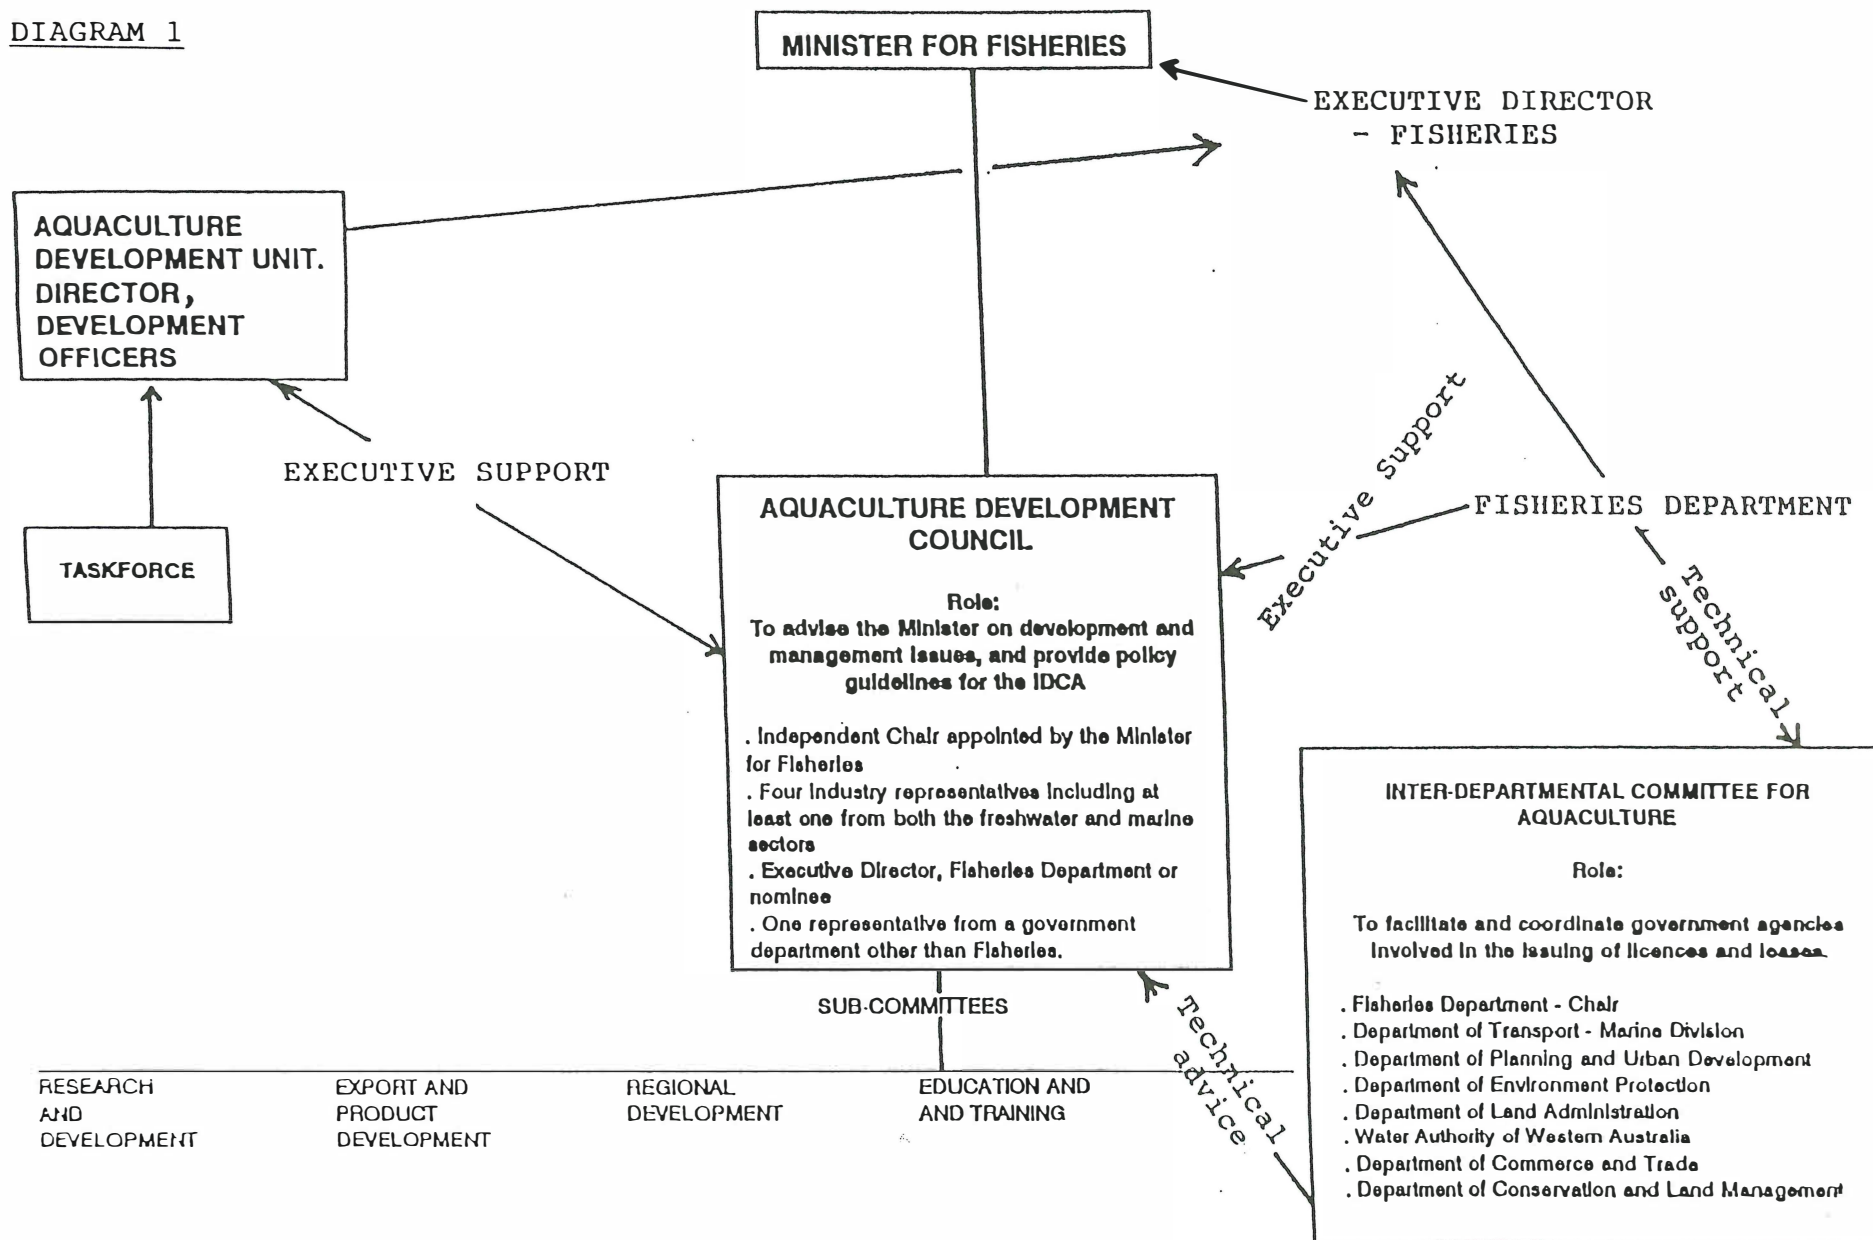 DIAGRAM 1
MINISTER FOR FISHERIES
EXECUTIVE DIRECTOR
- FISHERIES
AQUACULTURE
DEVELOPMENT UNIT.
DIRECTOR,
DEVELOPMENT
OFFICERS
EXECUTIVE SUPPORT
TASKFORCE
Executive Support
FISHERIES DEPARTMENT
Technical
support
AQUACULTURE DEVELOPMENT
COUNCIL
Role:
To advise the Minister on development and
management issues, and provide policy
guidelines for the IDCA
. Independent Chair appointed by the Minister
for Fisheries
. Four industry representatives including at
least one from both the freshwater and marine
sectors
. Executive Director, Fisheries Department or
nominee
. One representative from a government
department other than Fisheries.
SUB-COMMITTEES
RESEARCH
AND
DEVELOPMENT
EXPORT AND
PRODUCT
DEVELOPMENT
REGIONAL
DEVELOPMENT
EDUCATION AND
AND TRAINING
Technical
advice
INTER-DEPARTMENTAL COMMITTEE FOR
AQUACULTURE
Role:
To facilitate and coordinate government agencies
involved in the issuing of licences and leases
. Fisheries Department - Chair
. Department of Transport - Marine Division
. Department of Planning and Urban Development
. Department of Environment Protection
. Department of Land Administration
. Water Authority of Western Australia
. Department of Commerce and Trade
. Department of Conservation and Land Management